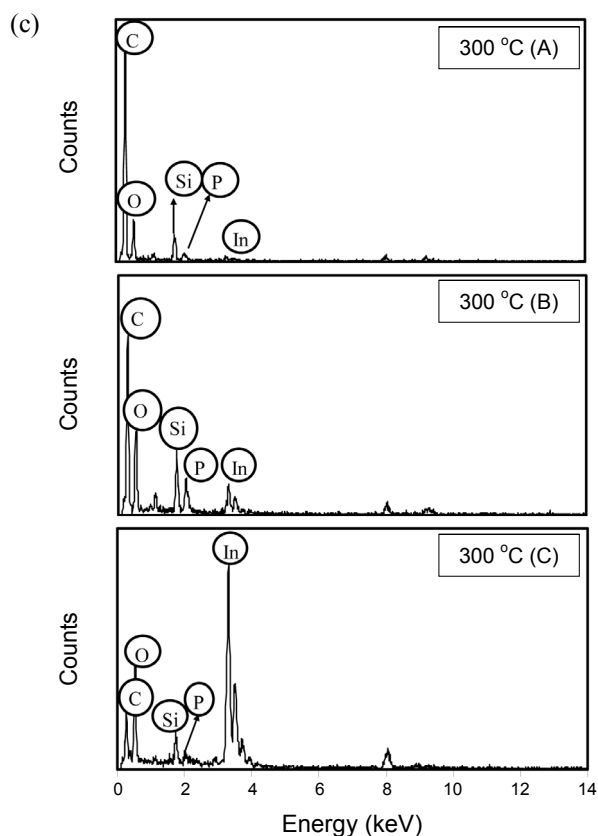 (c)
300 °C (A)
C
O
Si
P
In
Counts
300 °C (B)
C
O
Si
P
In
Counts
300 °C (C)
In
O
C
Si
P
Counts
0 2 4 6 8 10 12 14
Energy (keV)